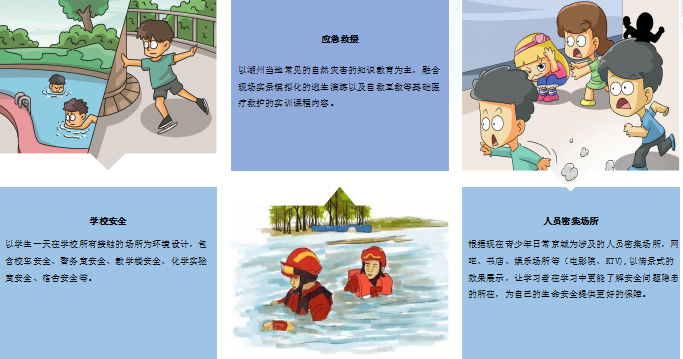 应急救援
以湖州当地常见的自然灾害的知识教育为主，融合
现场实景模拟化的逃生演练以及自救互救等基础医
疗救护的实训课程内容。
学校安全
以学生一天在学校所有接触的场所为环境设计，包
含校车安全、警务室安全、教学楼安全、化学实验
室安全、宿舍安全等。
人员密集场所
根据现在青少年日常经常涉及的人员密集场所，网
吧、书店、娱乐场所等（电影院、KTV），以情景式的
效果展示，让学习者在学习中更能了解安全问题隐患
的所在，为自己的生命安全提供更好的保障。